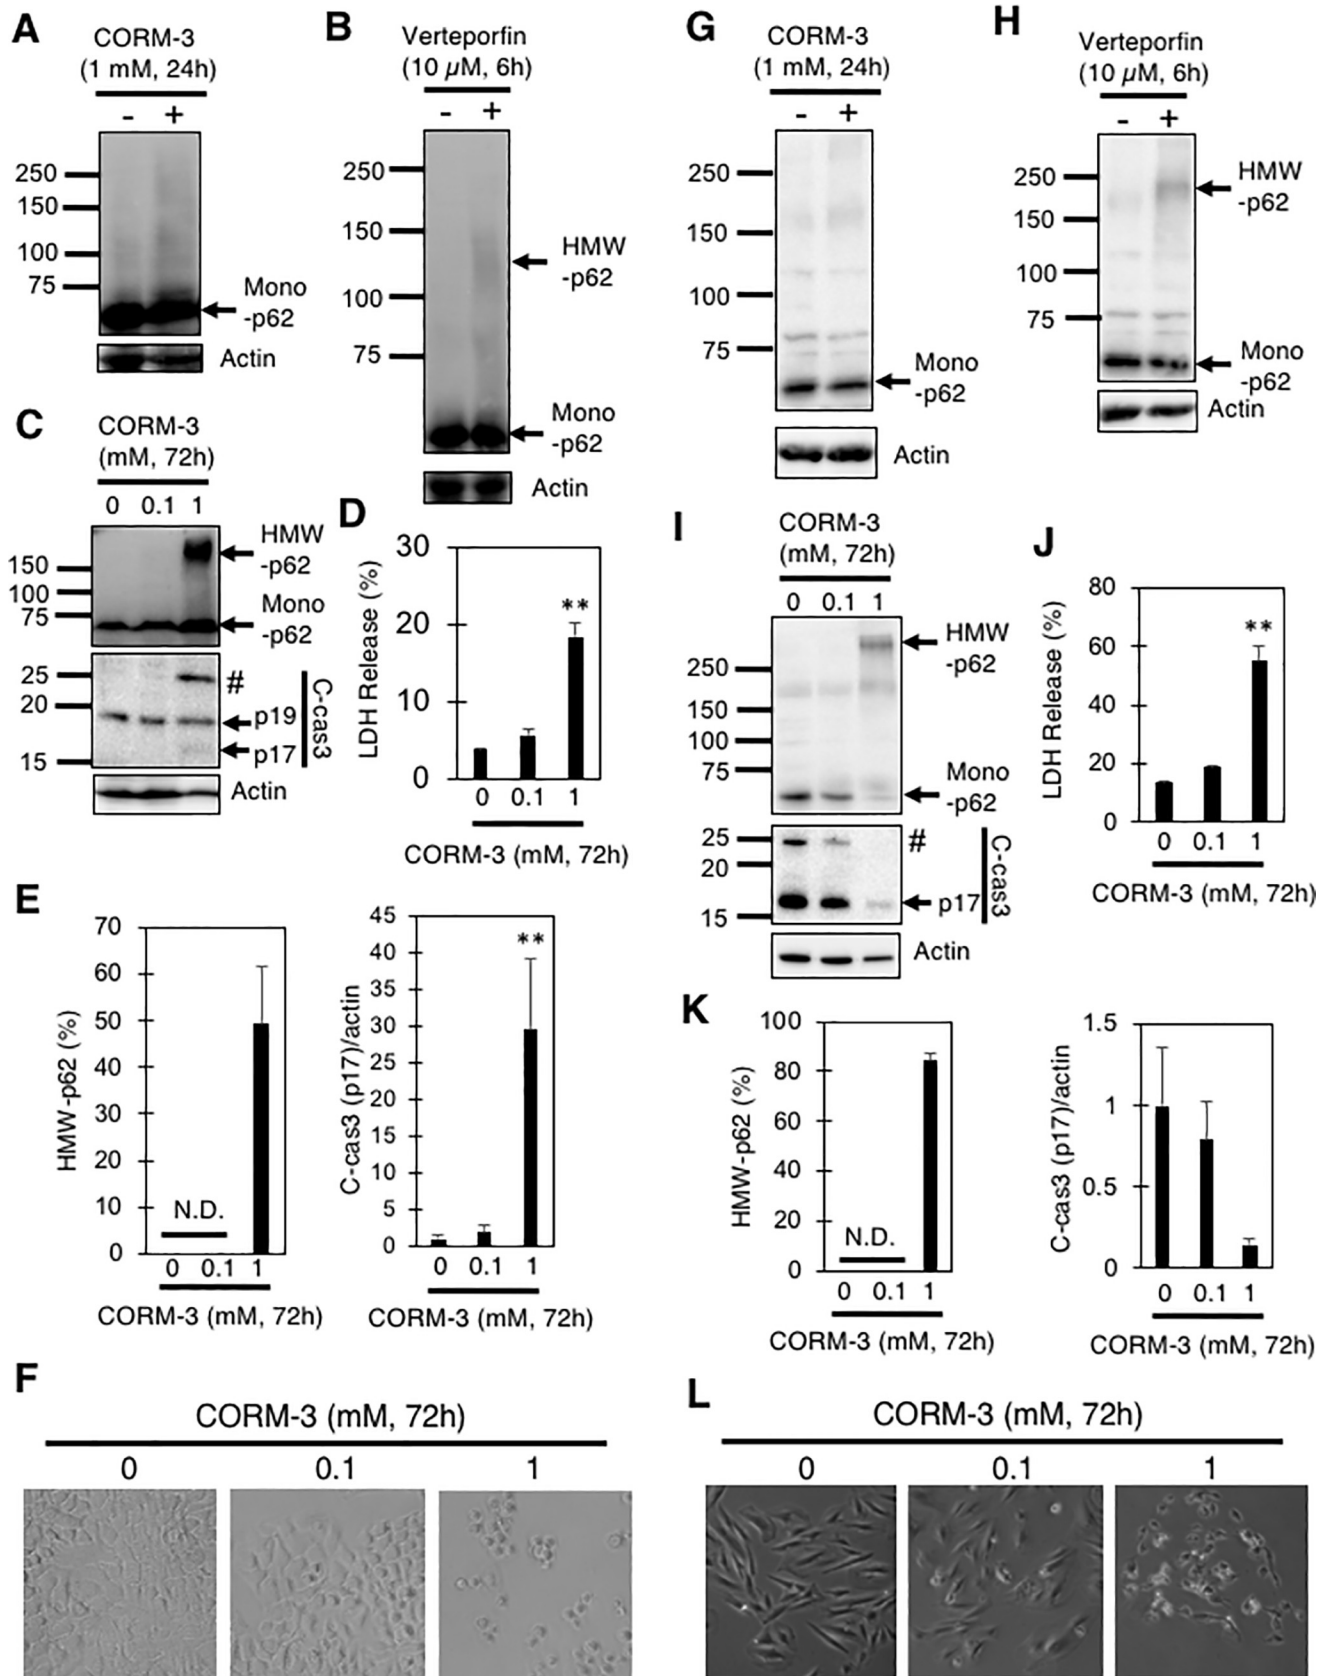 A
CORM-3
(1 mM, 24h)
- +
250
150
100
75
Mono
-p62
Actin
B
Verteporfin
(10 µM, 6h)
- +
250
150
100
75
HMW
-p62
Mono
-p62
Actin
C
CORM-3
(mM, 72h)
0 0.1 1
150
100
75
HMW
-p62
Mono
-p62
25
20
15
#
p19
p17
C-cas3
Actin
D
LDH Release (%)
30
20
10
0
**
0 0.1 1
CORM-3 (mM, 72h)
E
HMW-p62 (%)
70
60
50
40
30
20
10
0
N.D.
0 0.1 1
CORM-3 (mM, 72h)
C-cas3 (p17)/actin
45
40
35
30
25
20
15
10
5
0
**
0 0.1 1
CORM-3 (mM, 72h)
F
CORM-3 (mM, 72h)
0 0.1 1
G
CORM-3
(1 mM, 24h)
- +
250
150
100
75
Mono
-p62
Actin
H
Verteporfin
(10 µM, 6h)
- +
250
150
100
75
HMW
-p62
Mono
-p62
Actin
I
CORM-3
(mM, 72h)
0 0.1 1
250
150
100
75
HMW
-p62
Mono
-p62
25
20
15
#
p17
C-cas3
Actin
J
LDH Release (%)
80
60
40
20
0
**
0 0.1 1
CORM-3 (mM, 72h)
K
HMW-p62 (%)
100
80
60
40
20
0
N.D.
0 0.1 1
CORM-3 (mM, 72h)
C-cas3 (p17)/actin
1.5
1
0.5
0
0 0.1 1
CORM-3 (mM, 72h)
L
CORM-3 (mM, 72h)
0 0.1 1